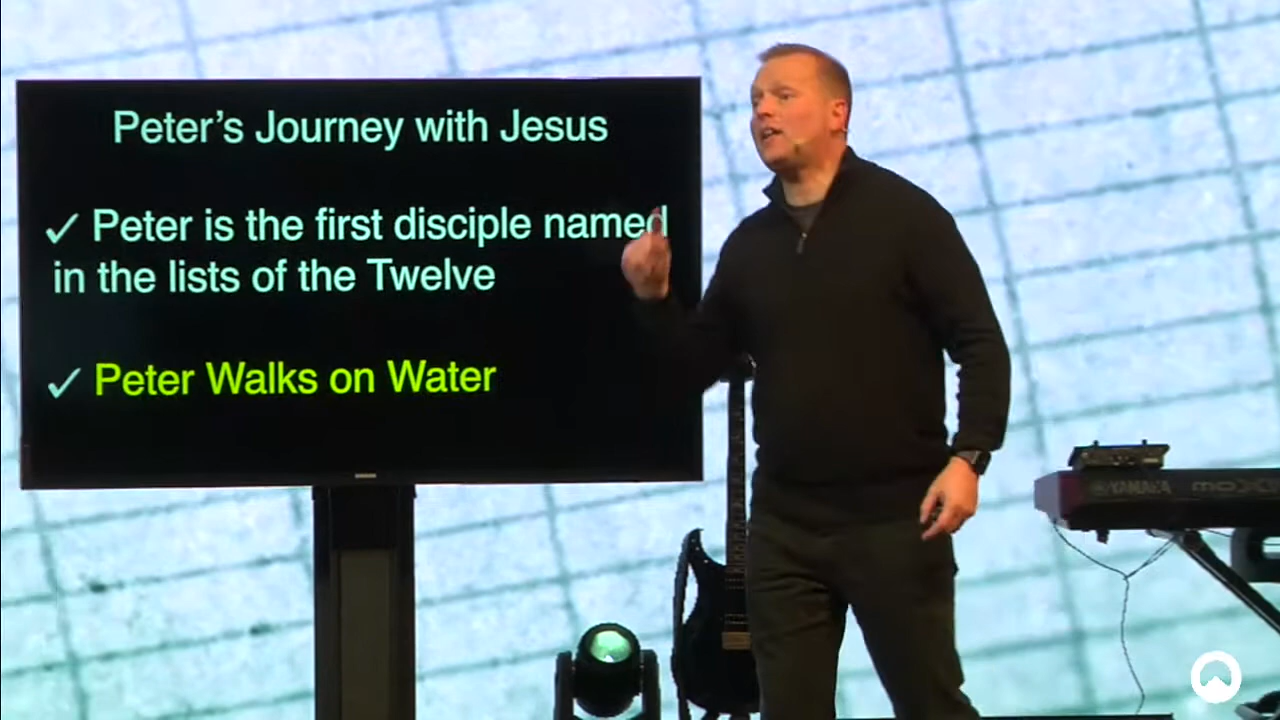 Peter's Journey with Jesus
✓ Peter is the first disciple named
in the lists of the Twelve
✓ Peter Walks on Water
YAMAHA